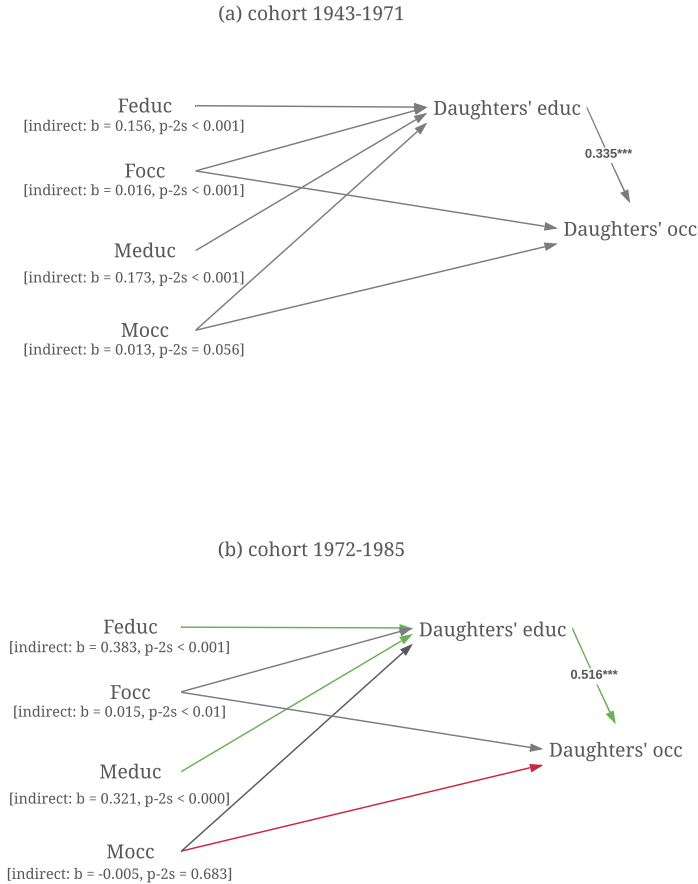 (a) cohort 1943-1971
Feduc
[indirect: b = 0.156, p-2s < 0.001]
Daughters' educ
0.335***
Focc
[indirect: b = 0.016, p-2s < 0.001]
Daughters' occ
Meduc
[indirect: b = 0.173, p-2s < 0.001]
Mocc
[indirect: b = 0.013, p-2s = 0.056]
(b) cohort 1972-1985
Feduc
[indirect: b = 0.383, p-2s < 0.001]
Daughters' educ
0.516***
Focc
[indirect: b = 0.015, p-2s < 0.01]
Daughters' occ
Meduc
[indirect: b = 0.321, p-2s < 0.000]
Mocc
[indirect: b = -0.005, p-2s = 0.683]